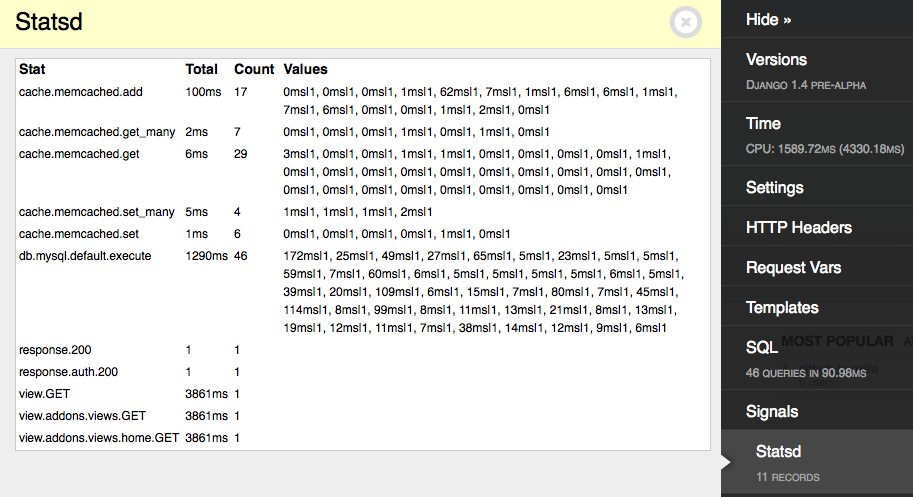 Statsd
Stat Total Count Values
cache.memcached.add 100ms 17 0msl1, 0msl1, 0msl1, 1msl1, 62msl1, 7msl1, 1msl1, 6msl1, 6msl1, 1msl1,
7msl1, 6msl1, 0msl1, 0msl1, 1msl1, 2msl1, 0msl1
cache.memcached.get_many 2ms 7 0msl1, 0msl1, 0msl1, 1msl1, 0msl1, 1msl1, 0msl1
cache.memcached.get 6ms 29 3msl1, 0msl1, 0msl1, 1msl1, 1msl1, 0msl1, 0msl1, 0msl1, 0msl1, 1msl1,
0msl1, 0msl1, 0msl1, 0msl1, 0msl1, 0msl1, 0msl1, 0msl1, 0msl1, 0msl1,
0msl1, 0msl1, 0msl1, 0msl1, 0msl1, 0msl1, 0msl1, 0msl1, 0msl1
cache.memcached.set_many 5ms 4 1msl1, 1msl1, 1msl1, 2msl1
cache.memcached.set 1ms 6 0msl1, 0msl1, 0msl1, 0msl1, 1msl1, 0msl1
db.mysql.default.execute 1290ms 46 172msl1, 25msl1, 49msl1, 27msl1, 65msl1, 5msl1, 23msl1, 5msl1, 5msl1,
59msl1, 7msl1, 60msl1, 6msl1, 5msl1, 5msl1, 5msl1, 5msl1, 6msl1, 5msl1,
39msl1, 20msl1, 109msl1, 6msl1, 15msl1, 7msl1, 80msl1, 7msl1, 45msl1,
114msl1, 8msl1, 99msl1, 8msl1, 11msl1, 13msl1, 21msl1, 8msl1, 13msl1,
19msl1, 12msl1, 11msl1, 7msl1, 38msl1, 14msl1, 12msl1, 9msl1, 6msl1
response.200 1 1
response.auth.200 1 1
view.GET 3861ms 1
view.addons.views.GET 3861ms 1
view.addons.views.home.GET 3861ms 1
Hide »
Versions
DJANGO 1.4 PRE-ALPHA
Time
CPU: 1589.72MS (4330.18MS)
Settings
HTTP Headers
Request Vars
Templates
MOST POPULAR
SQL
46 QUERIES IN 90.98MS
Signals
Statsd
11 RECORDS